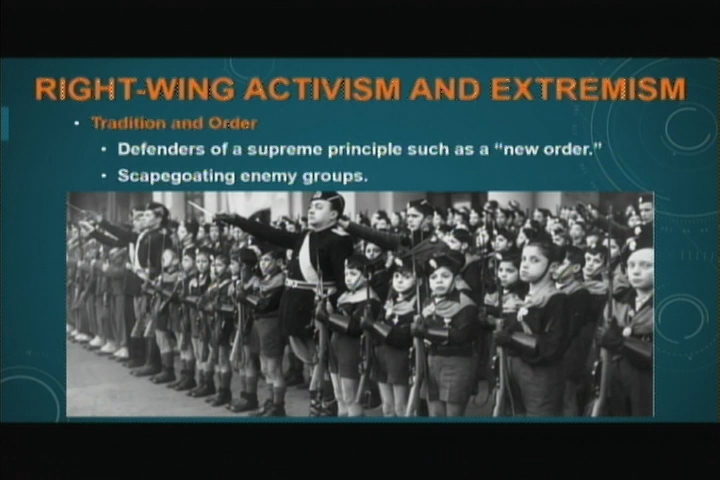 RIGHT-WING ACTIVISM AND EXTREMISM
• Tradition and Order
• Defenders of a supreme principle such as a “new order.”
• Scapegoating enemy groups.